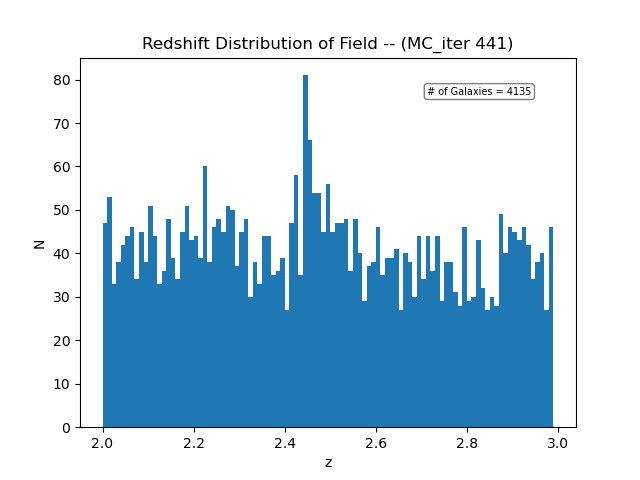 Redshift Distribution of Field -- (MC_iter 441)
# of Galaxies = 4135
80
70
60
50
40
30
20
10
0
N
2.0 2.2 2.4 2.6 2.8 3.0
z